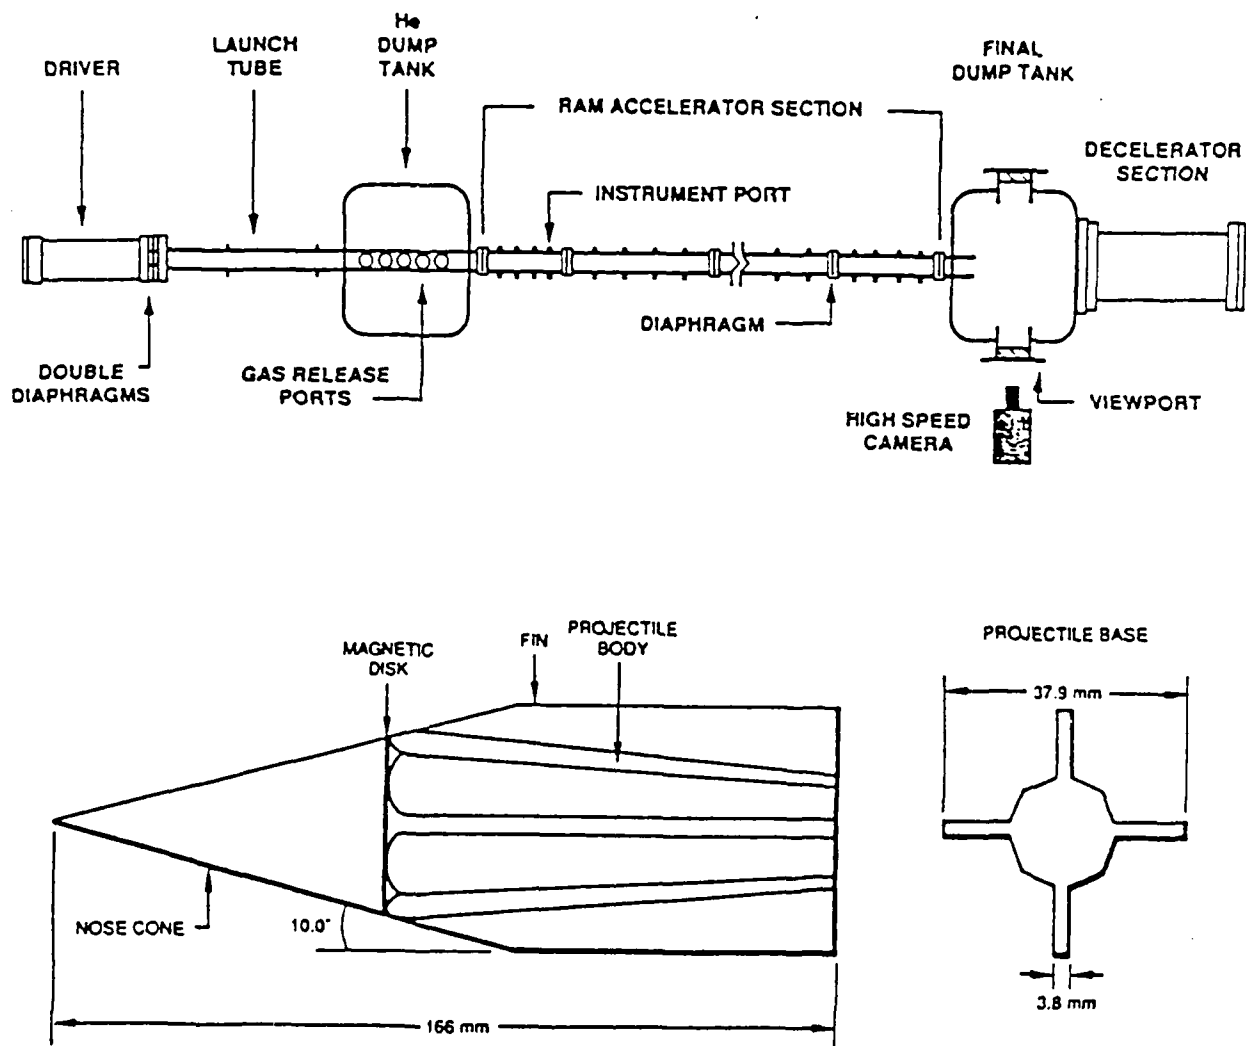 DRIVER
LAUNCH
TUBE
He
DUMP
TANK
RAM ACCELERATOR SECTION
INSTRUMENT PORT
FINAL
DUMP TANK
DECELERATOR
SECTION
DOUBLE
DIAPHRAGMS
GAS RELEASE
PORTS
DIAPHRAGM
VIEWPORT
HIGH SPEED
CAMERA
MAGNETIC
DISK
FIN
PROJECTILE
BODY
PROJECTILE BASE
37.9 mm
NOSE CONE
10.0°
3.8 mm
166 mm